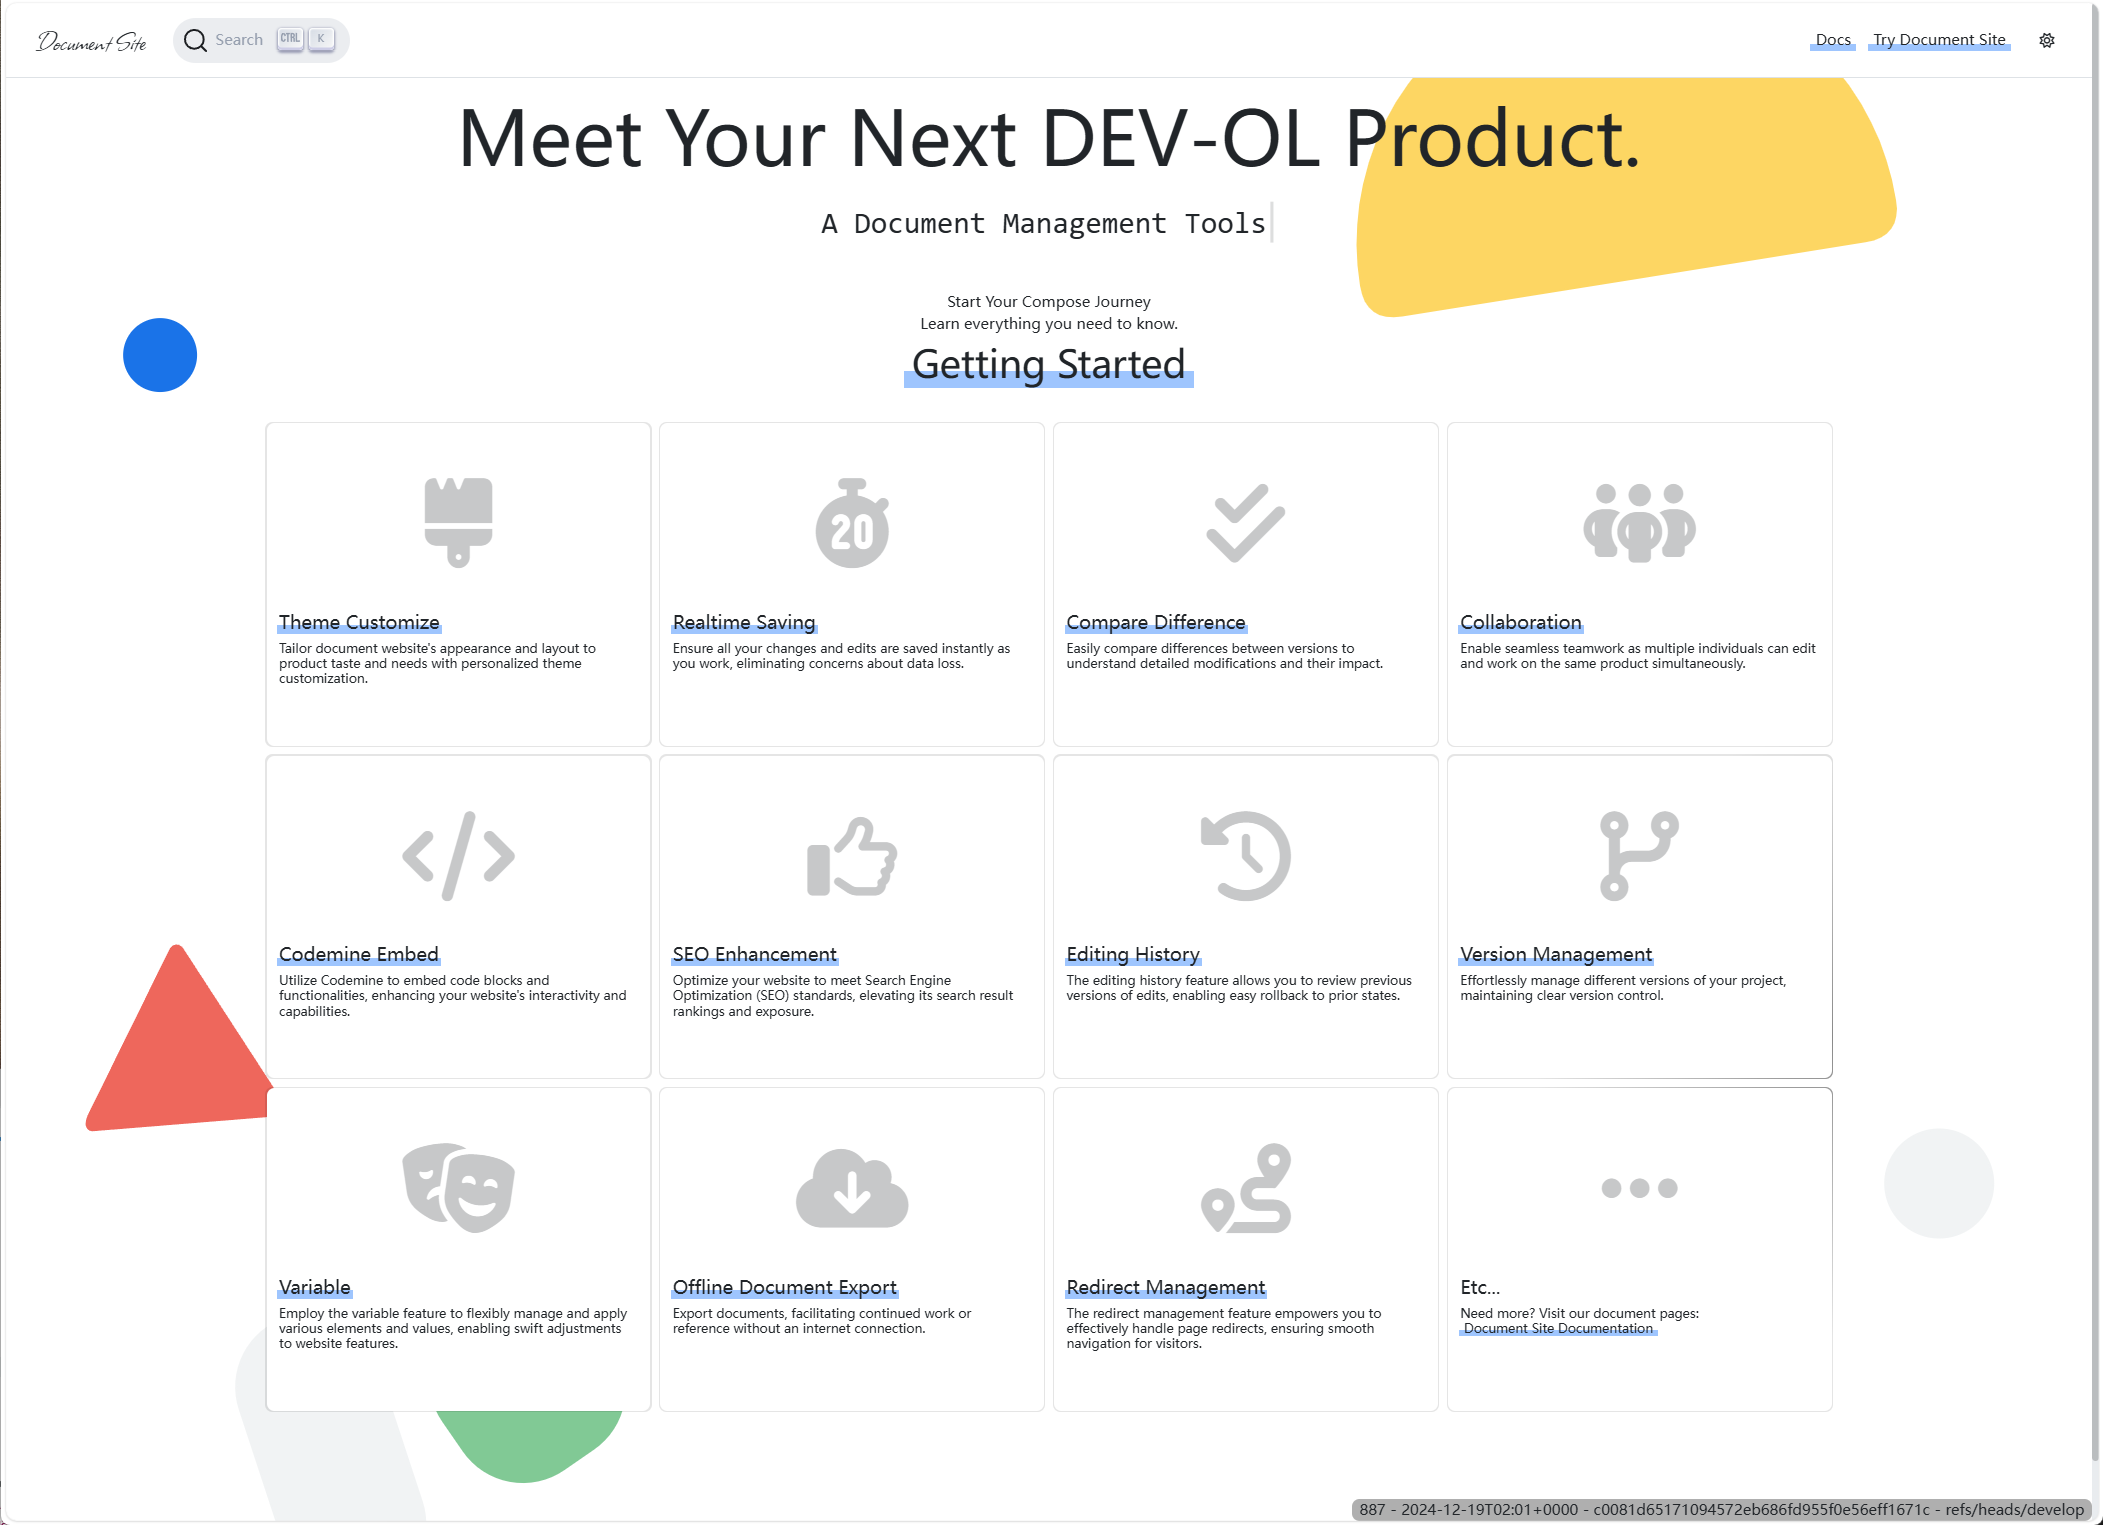 Document Site
Search CTRL K
Docs Try Document Site
Meet Your Next DEV-OL Product.
A Document Management Tools
Start Your Compose Journey
Learn everything you need to know.
Getting Started
20
Theme Customize
Tailor document website's appearance and layout to
product taste and needs with personalized theme
customization.
Realtime Saving
Ensure all your changes and edits are saved instantly as
you work, eliminating concerns about data loss.
Compare Difference
Easily compare differences between versions to
understand detailed modifications and their impact.
Collaboration
Enable seamless teamwork as multiple individuals can edit
and work on the same product simultaneously.
Codemine Embed
Utilize Codemine to embed code blocks and
functionalities, enhancing your website's interactivity and
capabilities.
SEO Enhancement
Optimize your website to meet Search Engine
Optimization (SEO) standards, elevating its search result
rankings and exposure.
Editing History
The editing history feature allows you to review previous
versions of edits, enabling easy rollback to prior states.
Version Management
Effortlessly manage different versions of your project,
maintaining clear version control.
Variable
Employ the variable feature to flexibly manage and apply
various elements and values, enabling swift adjustments
to website features.
Offline Document Export
Export documents, facilitating continued work or
reference without an internet connection.
Redirect Management
The redirect management feature empowers you to
effectively handle page redirects, ensuring smooth
navigation for visitors.
Etc...
Need more? Visit our document pages:
Document Site Documentation
887 - 2024-12-19T02:01+0000 - c0081d65171094572eb686fd955f0e56eff1671c - refs/heads/develop